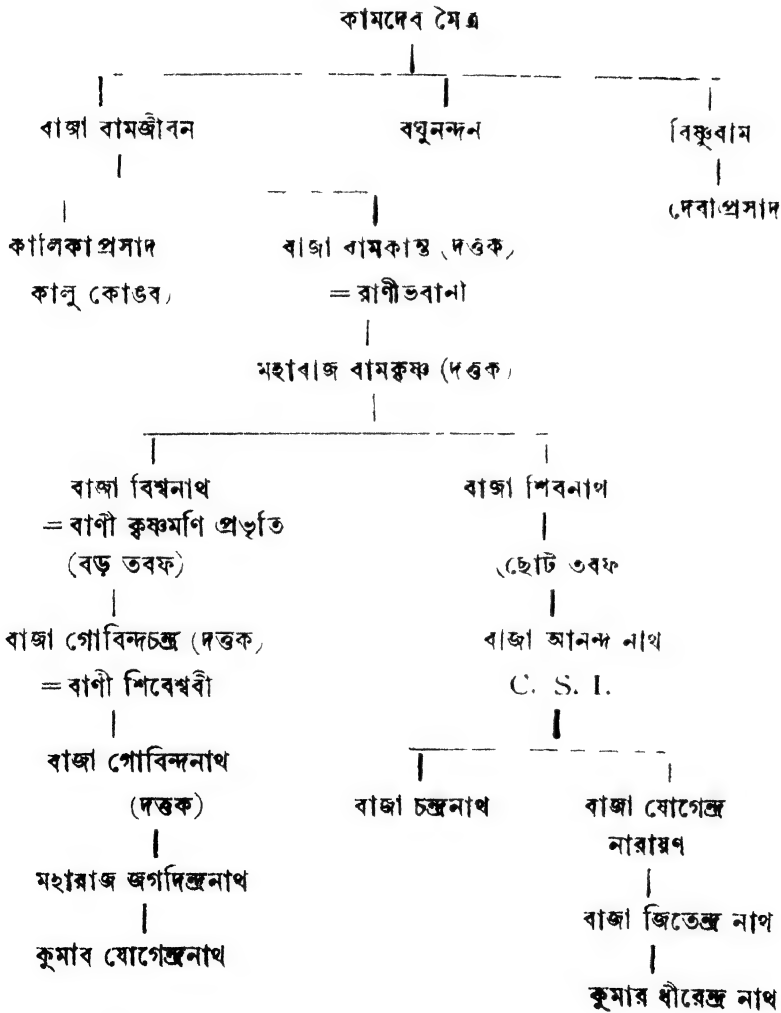 কামদেব মৈত্র
রাজা রামজীবন
রঘুনন্দন
বিষ্ণুরাম
দেবীপ্রসাদ
কালিকাপ্রসাদ
কালু কোঙর)
রাজা রামকান্ত (দত্তক)
= রাণীভবানী
মহারাজ রামকৃষ্ণ (দত্তক)
রাজা বিশ্বনাথ
= রাণী কৃষ্ণমণি প্রভৃতি
(বড় তরফ)
রাজা শিবনাথ
(ছোট তরফ
রাজা গোবিন্দচন্দ্র (দত্তক)
= রাণী শিবেশ্বরী
রাজা আনন্দ নাথ
C. S. I.
রাজা গোবিন্দনাথ
(দত্তক)
রাজা চন্দ্রনাথ
রাজা যোগেন্দ্র
নারায়ণ
মহারাজ জগদিন্দ্রনাথ
রাজা জিতেন্দ্র নাথ
কুমার যোগেন্দ্রনাথ
কুমার ধীরেন্দ্র নাথ